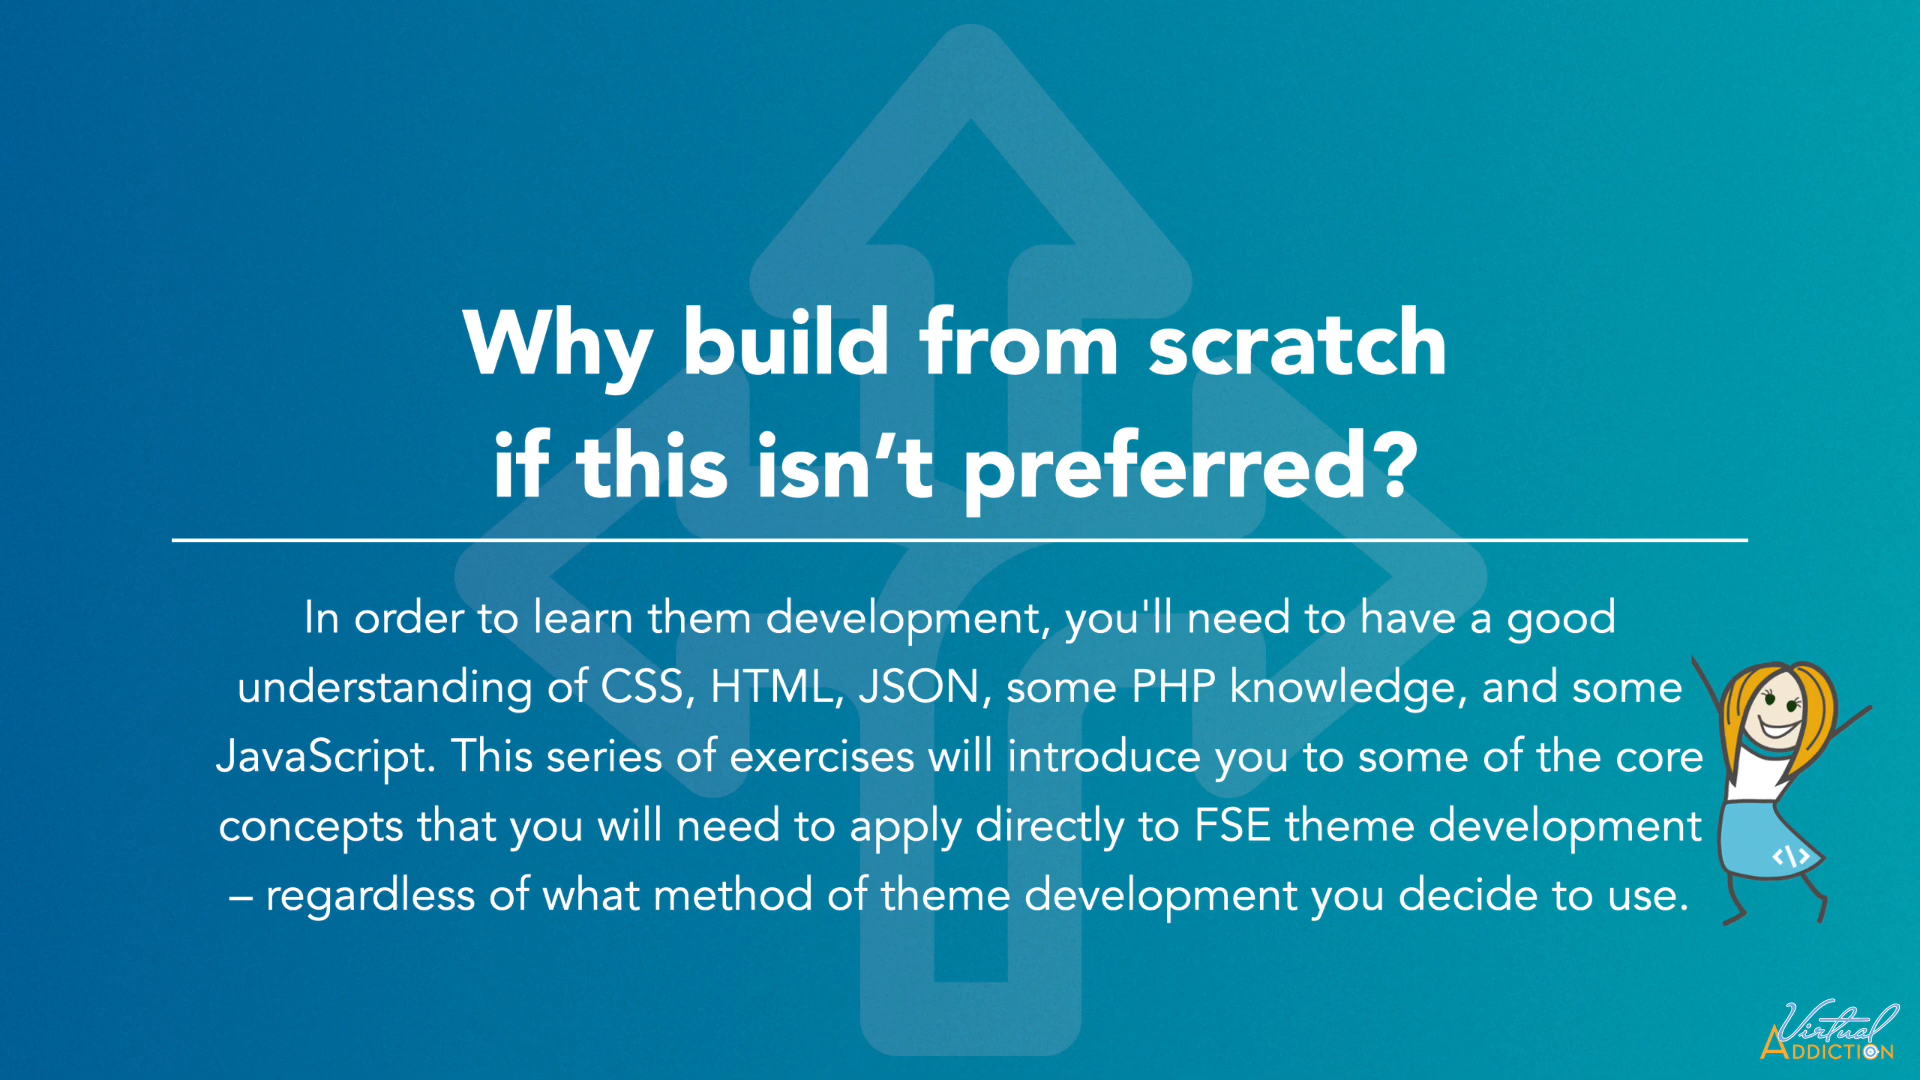 Why build from scratch
if this isn’t preferred?
In order to learn them development, you'll need to have a good
understanding of CSS, HTML, JSON, some PHP knowledge, and some
JavaScript. This series of exercises will introduce you to some of the core
concepts that you will need to apply directly to FSE theme development
– regardless of what method of theme development you decide to use.
</>
Virtual
ADDICTION